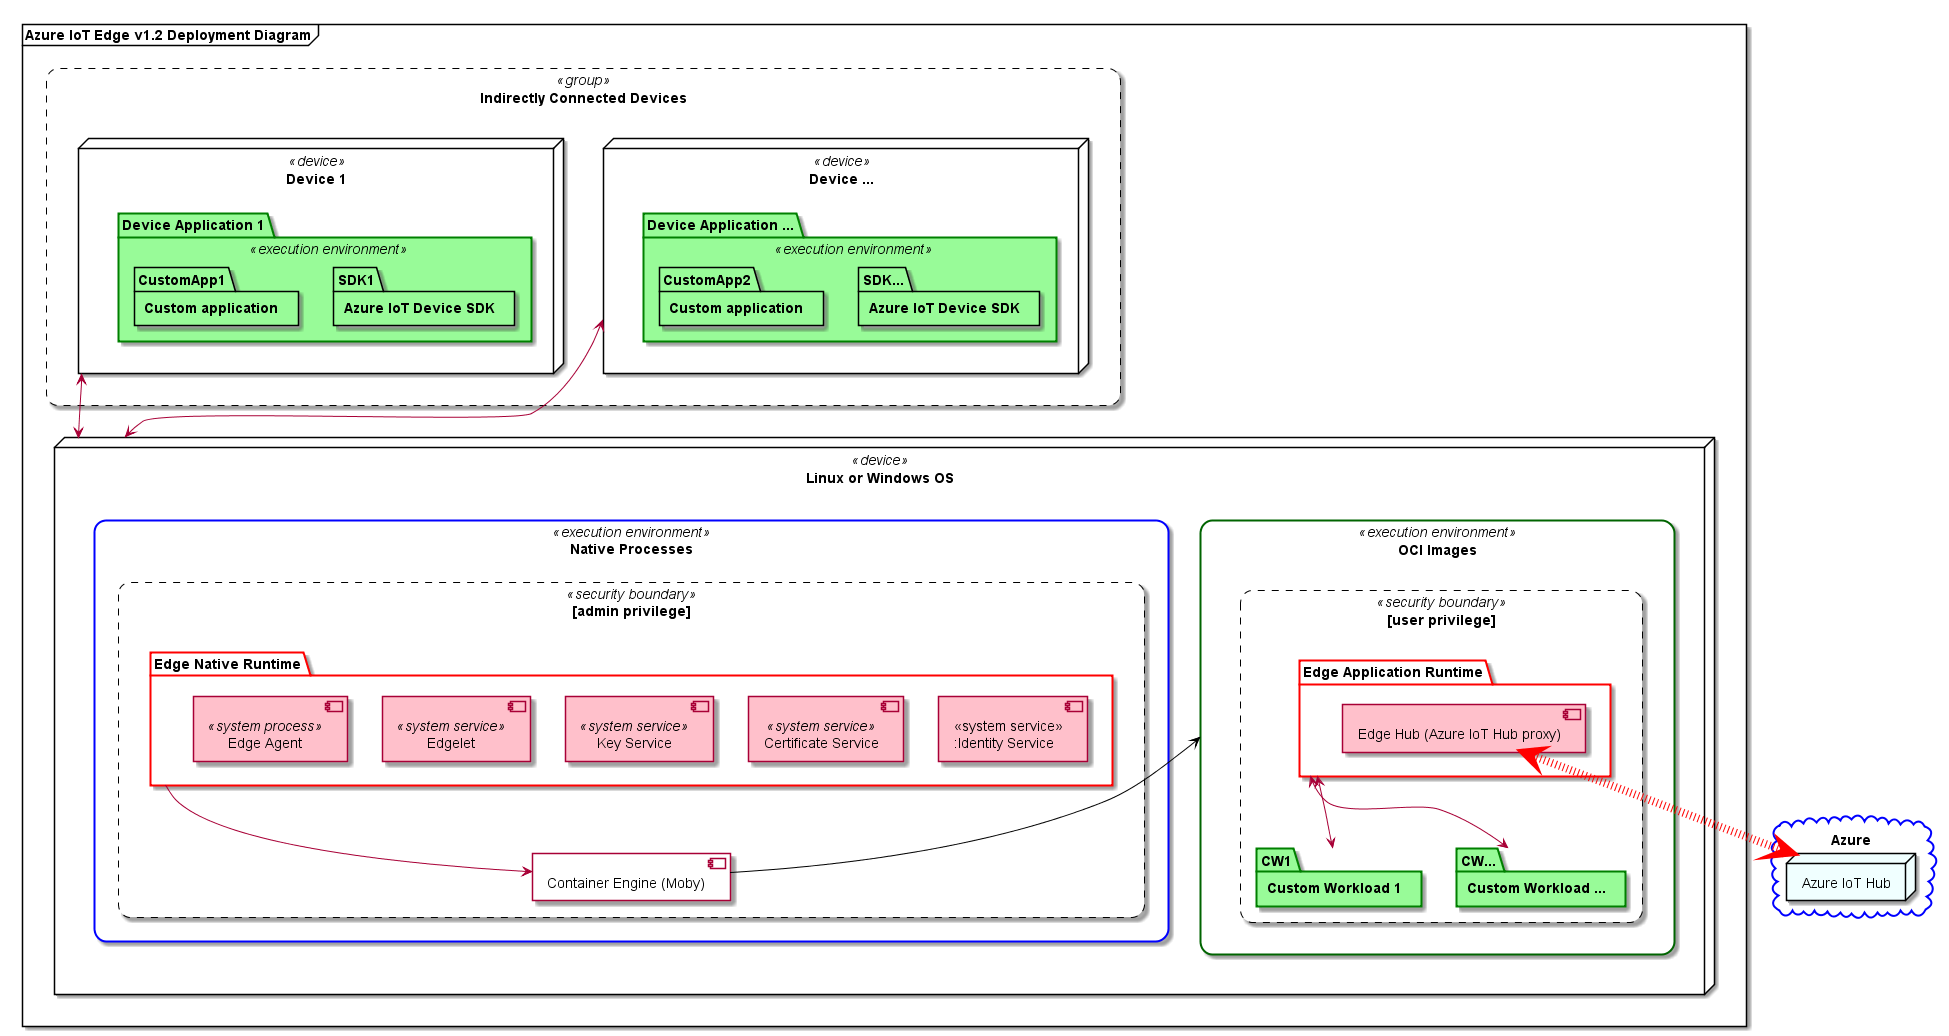 Azure IoT Edge v1.2 Deployment Diagram
«group»
Indirectly Connected Devices
«device»
Device 1
Device Application 1
«execution environment»
CustomApp1
Custom application
SDK1
Azure IoT Device SDK
«device»
Device ...
Device Application ...
«execution environment»
CustomApp2
Custom application
SDK...
Azure IoT Device SDK
«device»
Linux or Windows OS
«execution environment»
Native Processes
«security boundary»
[admin privilege]
Edge Native Runtime
«system process»
Edge Agent
«system service»
Edgelet
«system service»
Key Service
«system service»
Certificate Service
«system service»
:Identity Service
Container Engine (Moby)
«execution environment»
OCI Images
«security boundary»
[user privilege]
Edge Application Runtime
Edge Hub (Azure IoT Hub proxy)
CW1
Custom Workload 1
CW...
Custom Workload ...
Azure
Azure IoT Hub